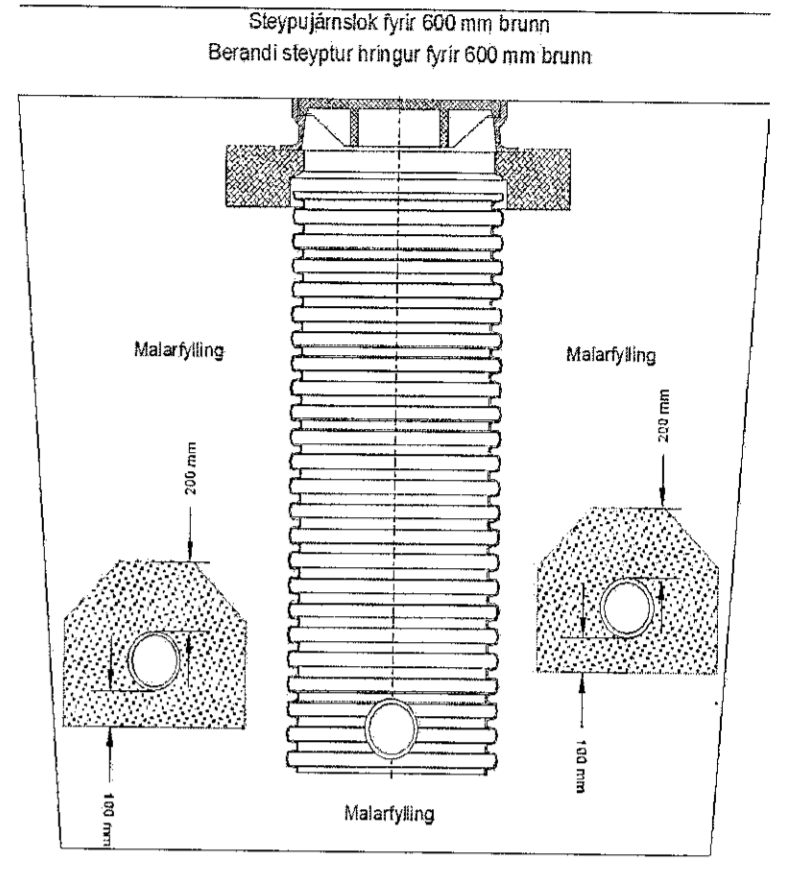 Steypujárnslok fyrir 600 mm brunn
Berandi steyptur hringur fyrir 600 mm brunn
Malarfylling
Malarfylling
200 mm
200 mm
100 mm
100 mm
Malarfylling